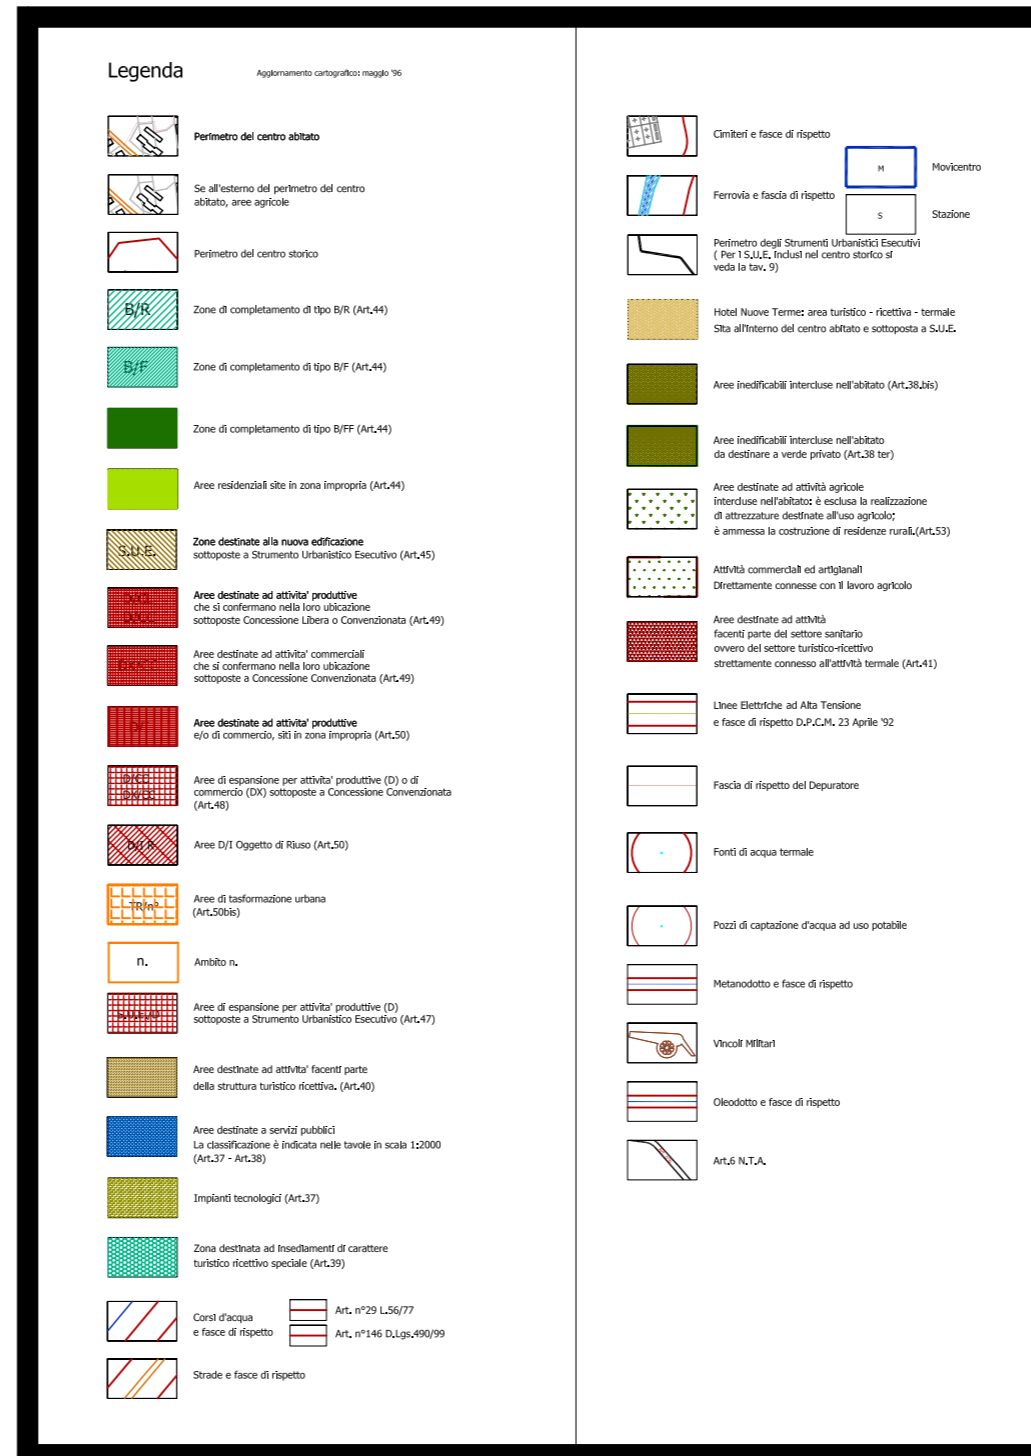 Legenda
Aggiornamento cartografico: maggio '96
Perimetro del centro abitato
Se all'esterno del perimetro del centro
abitato, aree agricole
Perimetro del centro storico
B/R
Zone di completamento di tipo B/R (Art.44)
B/F
Zone di completamento di tipo B/F (Art.44)
Zone di completamento di tipo B/FF (Art.44)
Aree residenziali site in zona impropria (Art.44)
S.U.E.
Zone destinate alla nuova edificazione
sottoposte a Strumento Urbanistico Esecutivo (Art.45)
Aree destinate ad attivita' produttive
che si confermano nella loro ubicazione
sottoposte Concessione Libera o Convenzionata (Art.49)
Aree destinate ad attivita' commerciali
che si confermano nella loro ubicazione
sottoposte a Concessione Convenzionata (Art.49)
D/I
Aree destinate ad attivita' produttive
e/o di commercio, siti in zona impropria (Art.50)
D/CC
DX/CC
Aree di espansione per attivita' produttive (D) o di
commercio (DX) sottoposte a Concessione Convenzionata
(Art.48)
D/I R
Aree D/I Oggetto di Riuso (Art.50)
TR/n°
Aree di tasformazione urbana
(Art.50bis)
n.
Ambito n.
S.U.E./D
Aree di espansione per attivita' produttive (D)
sottoposte a Strumento Urbanistico Esecutivo (Art.47)
Aree destinate ad attivita' facenti parte
della struttura turistico ricettiva. (Art.40)
Aree destinate a servizi pubblici
La classificazione è indicata nelle tavole in scala 1:2000
(Art.37 - Art.38)
Impianti tecnologici (Art.37)
Zona destinata ad insediamenti di carattere
turistico ricettivo speciale (Art.39)
Corsi d'acqua
e fasce di rispetto
Art. n°29 L.56/77
Art. n°146 D.Lgs.490/99
Strade e fasce di rispetto
Cimiteri e fasce di rispetto
M
Movicentro
Ferrovia e fascia di rispetto
S
Stazione
Perimetro degli Strumenti Urbanistici Esecutivi
( Per i S.U.E. inclusi nel centro storico si
veda la tav. 9)
Hotel Nuove Terme: area turistico - ricettiva - termale
Sita all'interno del centro abitato e sottoposta a S.U.E.
Aree inedificabili intercluse nell'abitato (Art.38.bis)
Aree inedificabili intercluse nell'abitato
da destinare a verde privato (Art.38 ter)
Aree destinate ad attività agricole
intercluse nell'abitato: è esclusa la realizzazione
di attrezzature destinate all'uso agricolo;
è ammessa la costruzione di residenze rurali.(Art.53)
Attività commerciali ed artigianali
Direttamente connesse con il lavoro agricolo
Aree destinate ad attività
facenti parte del settore sanitario
ovvero del settore turistico-ricettivo
strettamente connesso all'attività termale (Art.41)
Linee Elettriche ad Alta Tensione
e fasce di rispetto D.P.C.M. 23 Aprile '92
Fascia di rispetto del Depuratore
Fonti di acqua termale
Pozzi di captazione d'acqua ad uso potabile
Metanodotto e fasce di rispetto
Vincoli Militari
Oleodotto e fasce di rispetto
Art.6 N.T.A.